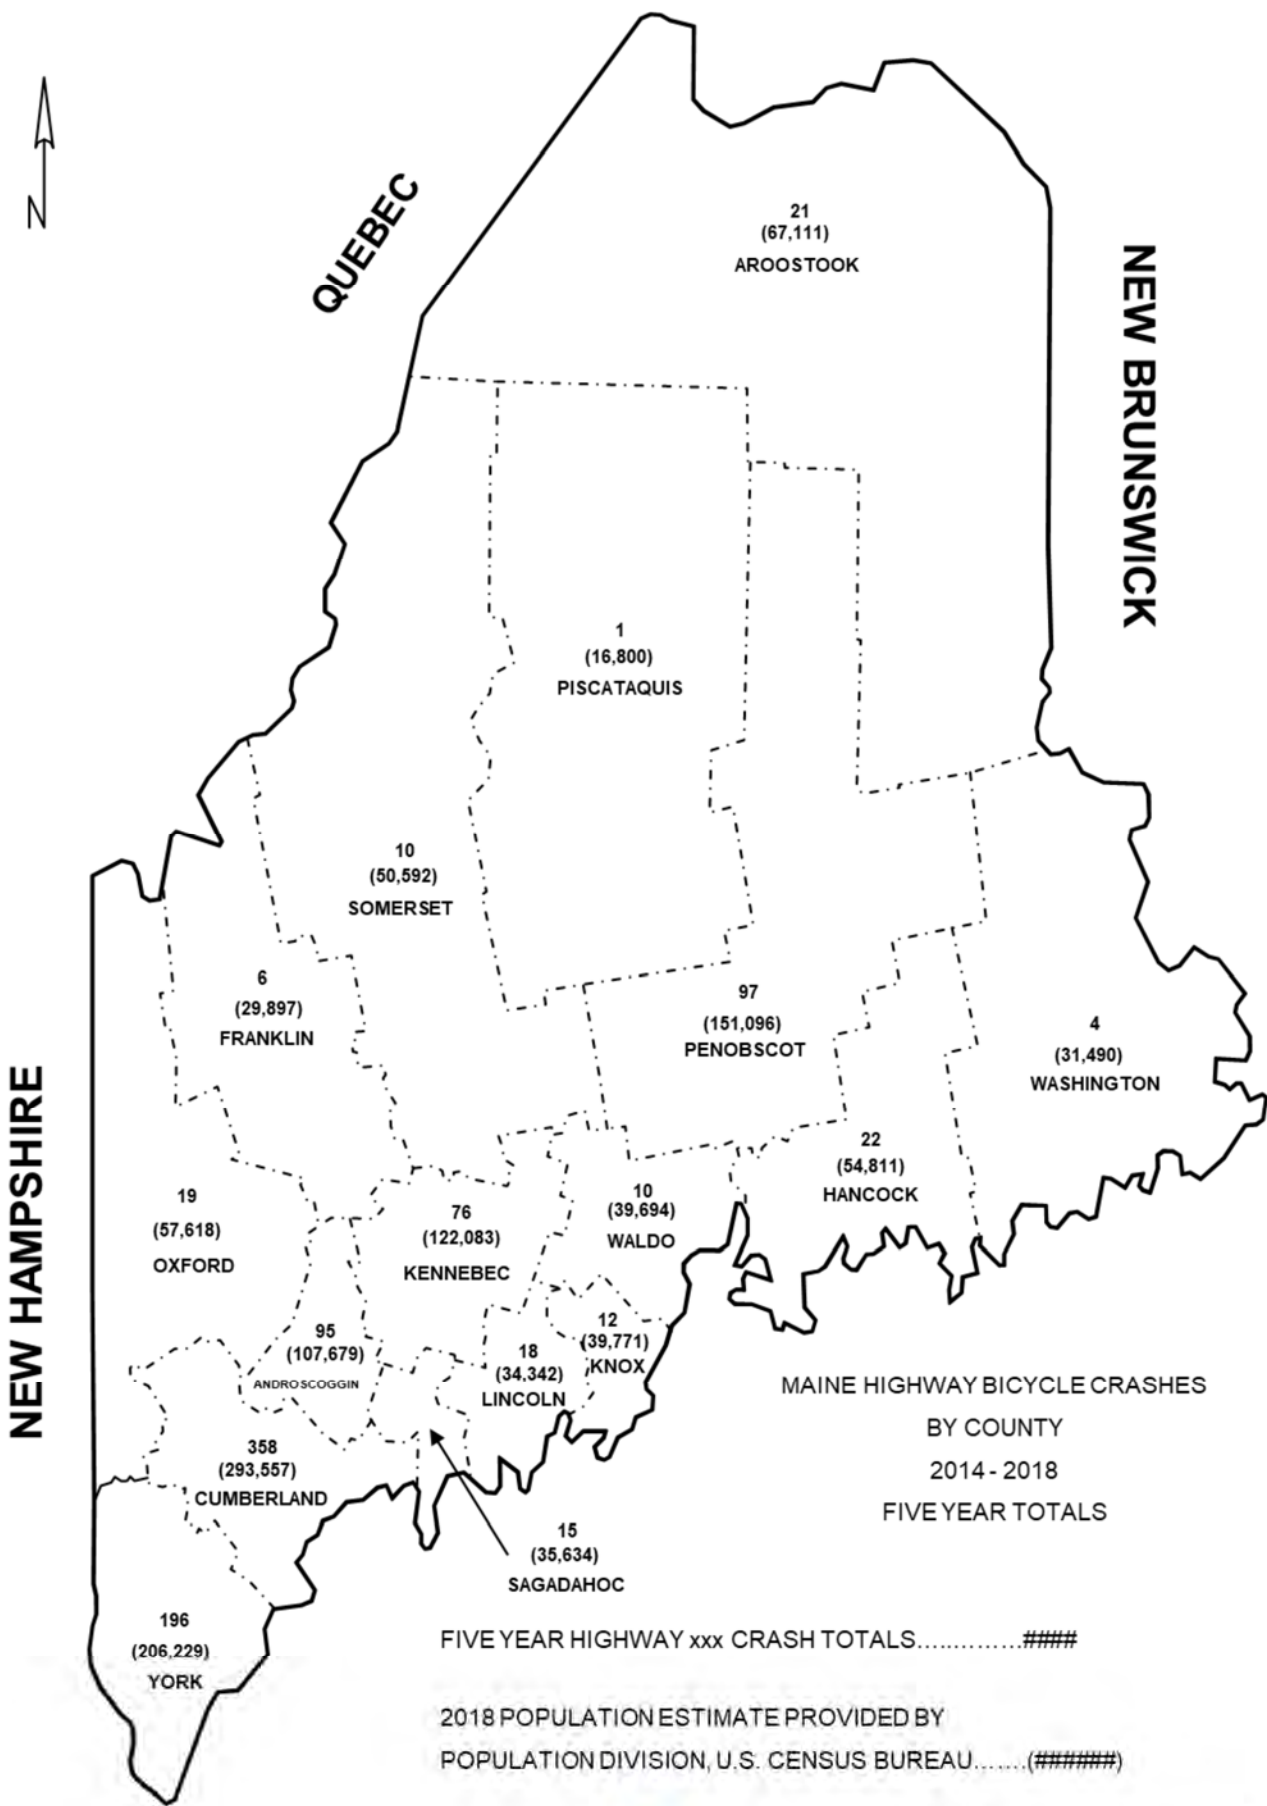 N
QUEBEC
NEW BRUNSWICK
NEW HAMPSHIRE
21
(67,111)
AROOSTOOK
1
(16,800)
PISCATAQUIS
10
(50,592)
SOMERSET
6
(29,897)
FRANKLIN
97
(151,096)
PENOBSCOT
4
(31,490)
WASHINGTON
22
(54,811)
HANCOCK
19
(57,618)
OXFORD
76
(122,083)
KENNEBEC
10
(39,694)
WALDO
95
(107,679)
ANDROSCOGGIN
18
(34,342)
LINCOLN
12
(39,771)
KNOX
358
(293,557)
CUMBERLAND
15
(35,634)
SAGADAHOC
196
(206,229)
YORK
MAINE HIGHWAY BICYCLE CRASHES
BY COUNTY
2014 - 2018
FIVE YEAR TOTALS
FIVE YEAR HIGHWAY xxx CRASH TOTALS..............####
2018 POPULATION ESTIMATE PROVIDED BY
POPULATION DIVISION, U.S. CENSUS BUREAU.......(######)